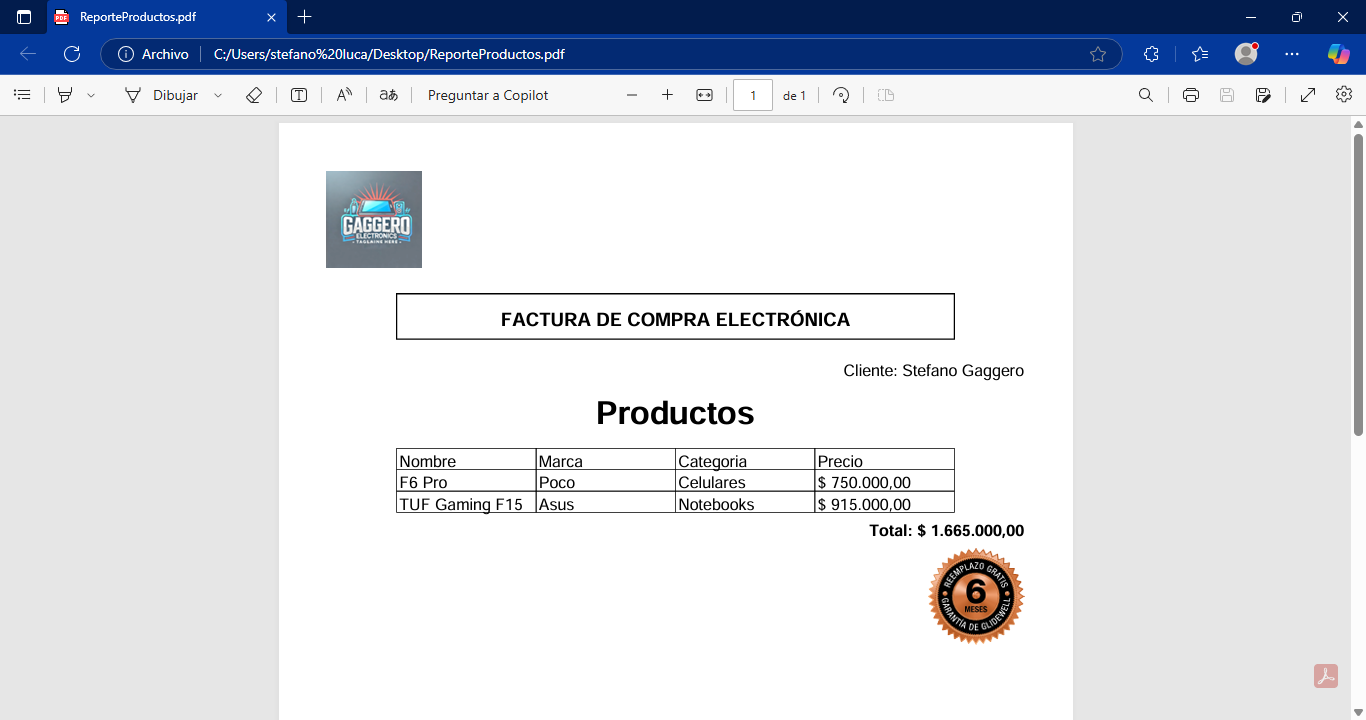 ReporteProductos.pdf
Archivo
C:/Users/stefano%20luca/Desktop/ReporteProductos.pdf
Dibujar
Preguntar a Copilot
1
de 1
GAGGERO
ELECTRONICS
TAGLMINS HERE
FACTURA DE COMPRA ELECTRÓNICA
Cliente: Stefano Gaggero
Productos
Nombre Marca Categoria Precio
F6 Pro Poco Celulares $ 750.000,00
TUF Gaming F15 Asus Notebooks $ 915.000,00
Total: $ 1.665.000,00
REEMPLAZO GRATIS
6
MESES
GARANTÍA DE GLIDEWELL